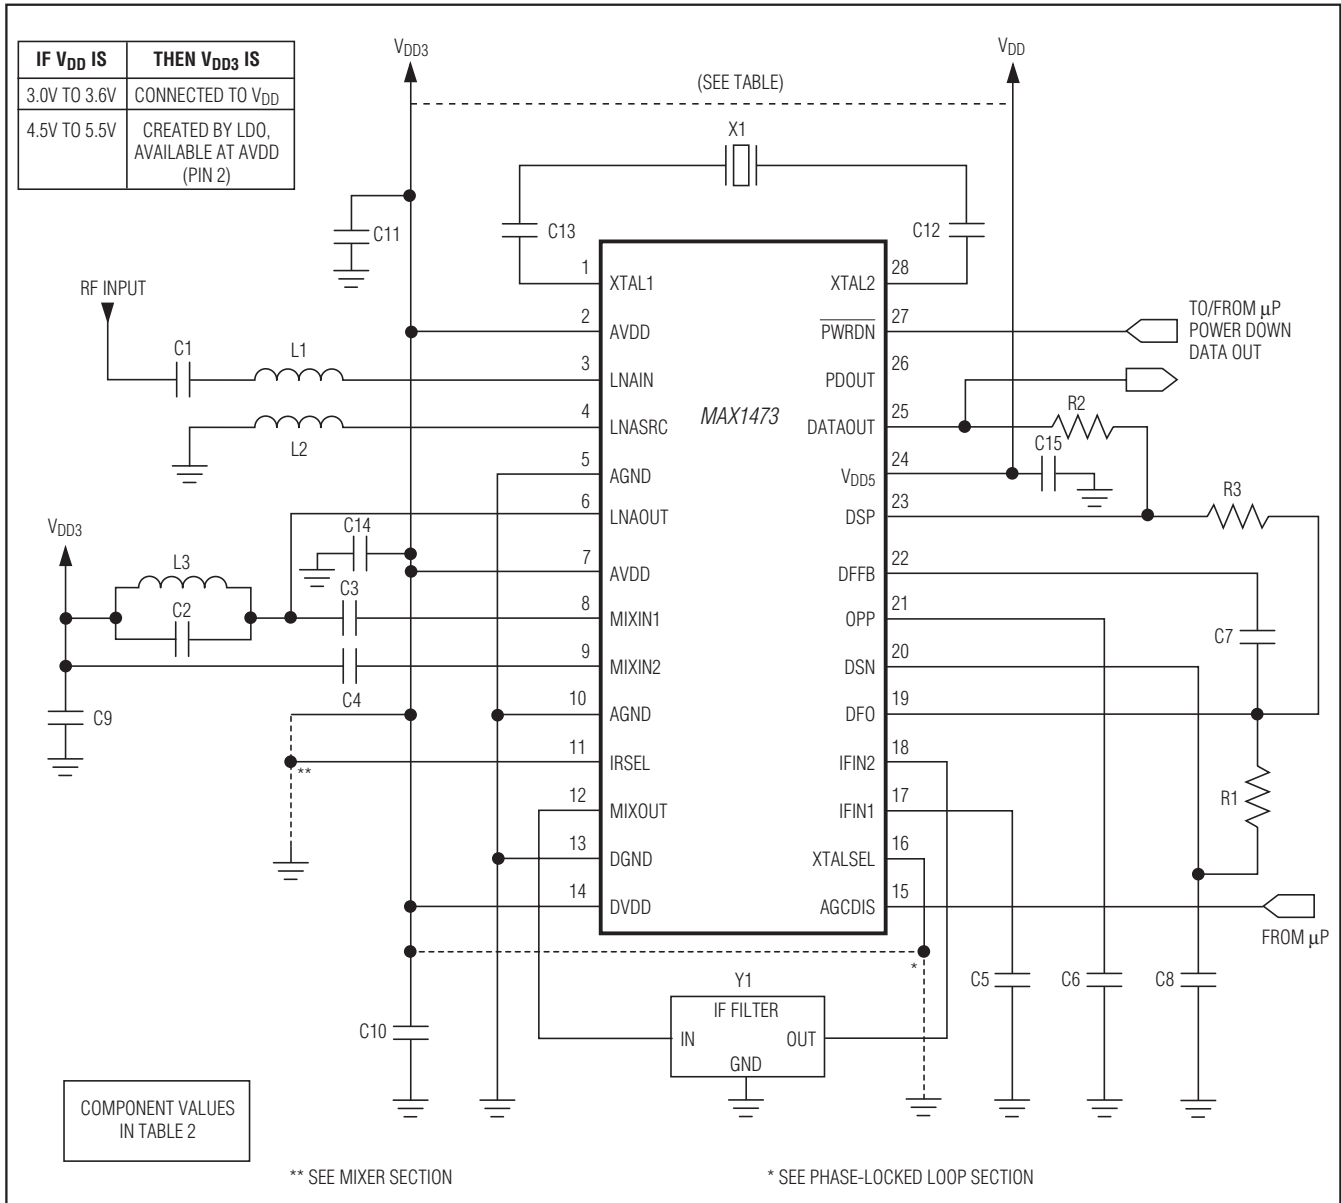 IF VDD IS THEN VDD3 IS
3.0V TO 3.6V CONNECTED TO VDD
4.5V TO 5.5V CREATED BY LDO,
AVAILABLE AT AVDD
(PIN 2)
VDD3
VDD
(SEE TABLE)
X1
C11
C13
C12
RF INPUT
C1
L1
L2
VDD3
L3
C2
C14
C3
C4
C9
**
C10
MAX1473
1 XTAL1
2 AVDD
3 LNAIN
4 LNASRC
5 AGND
6 LNAOUT
7 AVDD
8 MIXIN1
9 MIXIN2
10 AGND
11 IRSEL
12 MIXOUT
13 DGND
14 DVDD
XTAL2 28
PWRDN 27
PDOUT 26
DATAOUT 25
VDD5 24
DSP 23
DFFB 22
OPP 21
DSN 20
DFO 19
IFIN2 18
IFIN1 17
XTALSEL 16
AGCDIS 15
TO/FROM µP
POWER DOWN
DATA OUT
R2
C15
R3
C7
R1
FROM µP
*
C5
C6
C8
Y1
IF FILTER
IN
OUT
GND
COMPONENT VALUES
IN TABLE 2
** SEE MIXER SECTION
* SEE PHASE-LOCKED LOOP SECTION